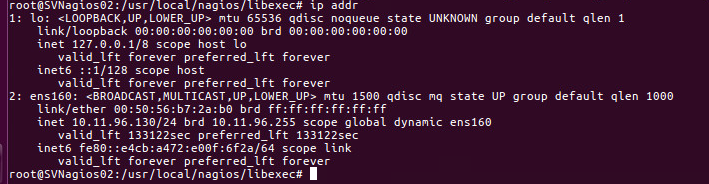 root@SVNagios02:/usr/local/nagios/libexec# ip addr
1: lo: <LOOPBACK,UP,LOWER_UP> mtu 65536 qdisc noqueue state UNKNOWN group default qlen 1
    link/loopback 00:00:00:00:00:00 brd 00:00:00:00:00:00
    inet 127.0.0.1/8 scope host lo
       valid_lft forever preferred_lft forever
    inet6 ::1/128 scope host
       valid_lft forever preferred_lft forever
2: ens160: <BROADCAST,MULTICAST,UP,LOWER_UP> mtu 1500 qdisc mq state UP group default qlen 1000
    link/ether 00:50:56:b7:2a:b0 brd ff:ff:ff:ff:ff:ff
    inet 10.11.96.130/24 brd 10.11.96.255 scope global dynamic ens160
       valid_lft 133122sec preferred_lft 133122sec
    inet6 fe80::e4cb:a472:e00f:6f2a/64 scope link
       valid_lft forever preferred_lft forever
root@SVNagios02:/usr/local/nagios/libexec#